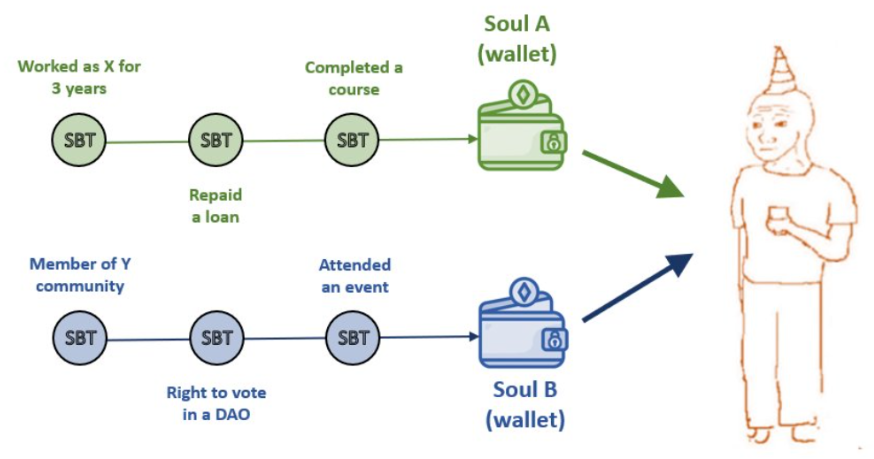 Soul A
(wallet)
Worked as X for
3 years
Completed a
course
SBT
SBT
SBT
Repaid
a loan
Member of Y
community
Attended
an event
SBT
SBT
SBT
Right to vote
in a DAO
Soul B
(wallet)